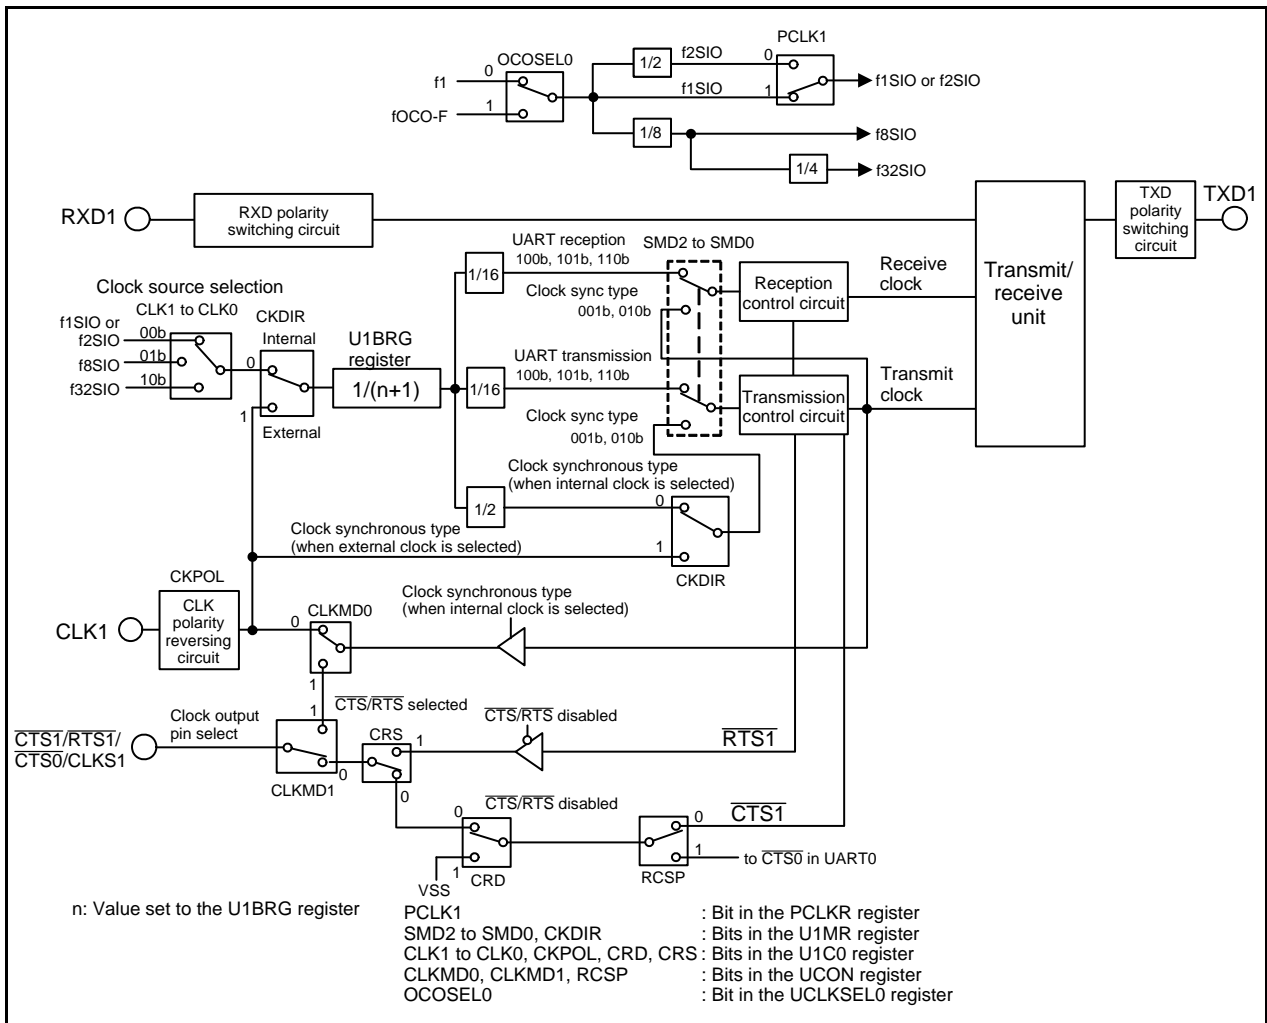 PCLK1
OCOSEL0
1/2
f2SIO
0
f1
0
f1SIO
1
f1SIO or f2SIO
fOCO-F
1
1/8
f8SIO
1/4
f32SIO
RXD1
RXD polarity
switching circuit
TXD
polarity
switching
circuit
TXD1
UART reception
100b, 101b, 110b
SMD2 to SMD0
1/16
Reception
control circuit
Receive
clock
Transmit/
receive
unit
Clock source selection
CLK1 to CLK0
Clock sync type
001b, 010b
f1SIO or
f2SIO
00b
f8SIO
01b
f32SIO
10b
CKDIR
Internal
0
1
External
U1BRG
register
1/(n+1)
UART transmission
100b, 101b, 110b
1/16
Transmission
control circuit
Transmit
clock
Clock sync type
001b, 010b
Clock synchronous type
(when internal clock is selected)
1/2
0
Clock synchronous type
(when external clock is selected)
1
CKDIR
CKPOL
CLK1
CLK
polarity
reversing
circuit
0
CLKMD0
1
Clock synchronous type
(when internal clock is selected)
CTS/RTS selected
1
Clock output
pin select
CTS1/RTS1/
CTS0/CLKS1
CLKMD1
0
CRS
1
0
CTS/RTS disabled
RTS1
CTS/RTS disabled
0
1
VSS
CRD
CTS1
0
1
to CTS0 in UART0
RCSP
n: Value set to the U1BRG register
PCLK1 : Bit in the PCLKR register
SMD2 to SMD0, CKDIR : Bits in the U1MR register
CLK1 to CLK0, CKPOL, CRD, CRS : Bits in the U1C0 register
CLKMD0, CLKMD1, RCSP : Bits in the UCON register
OCOSEL0 : Bit in the UCLKSEL0 register